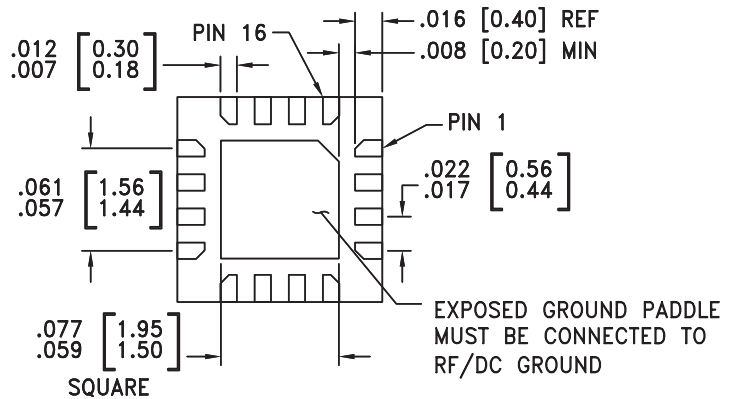 .016 [0.40] REF
PIN 16
.008 [0.20] MIN
.012 [0.30]
.007 [0.18]
PIN 1
.022 [0.56]
.017 [0.44]
.061 [1.56]
.057 [1.44]
EXPOSED GROUND PADDLE
MUST BE CONNECTED TO
RF/DC GROUND
.077 [1.95]
.059 [1.50]
SQUARE